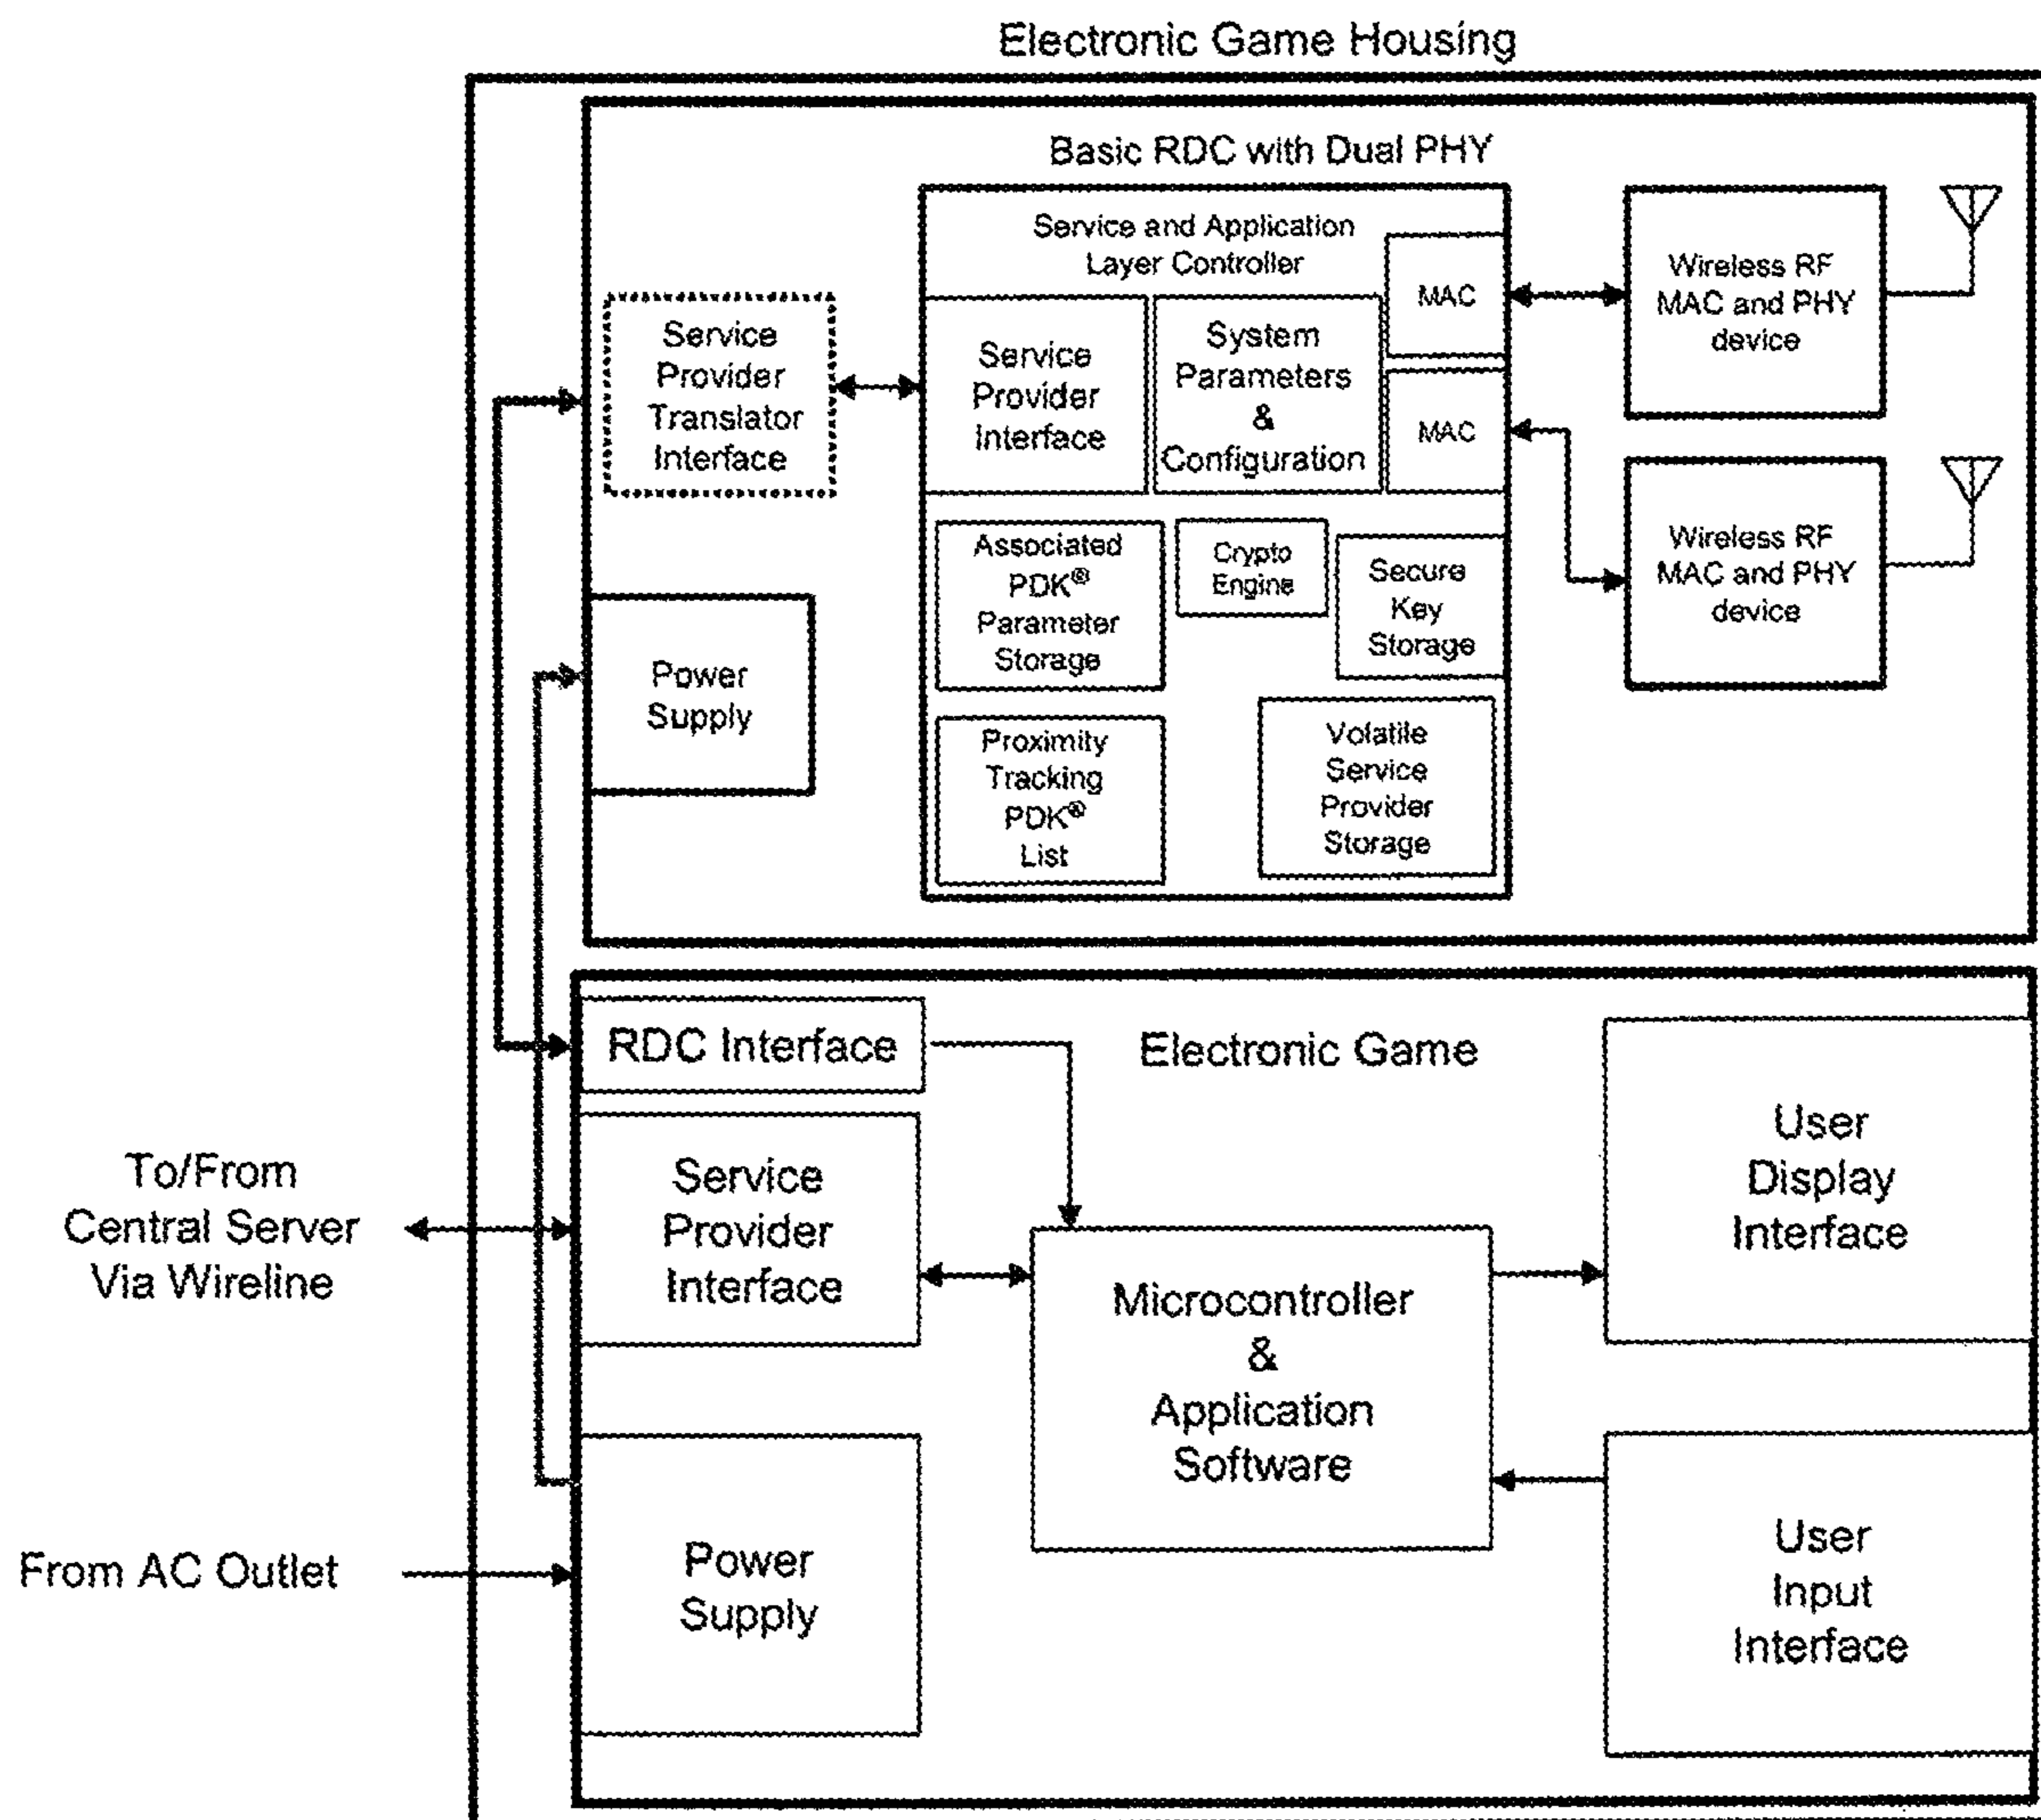 Electronic Game Housing
Basic RDC with Dual PHY
Service and Application
Layer Controller
MAC
MAC
Wireless RF
MAC and PHY
device
Wireless RF
MAC and PHY
device
Service
Provider
Translator
Interface
Service
Provider
Interface
System
Parameters
&
Configuration
Associated
PDK®
Parameter
Storage
Crypto
Engine
Secure
Key
Storage
Power
Supply
Proximity
Tracking
PDK®
List
Volatile
Service
Provider
Storage
RDC Interface
Electronic Game
User
Display
Interface
To/From
Central Server
Via Wireline
Service
Provider
Interface
Microcontroller
&
Application
Software
From AC Outlet
Power
Supply
User
Input
Interface